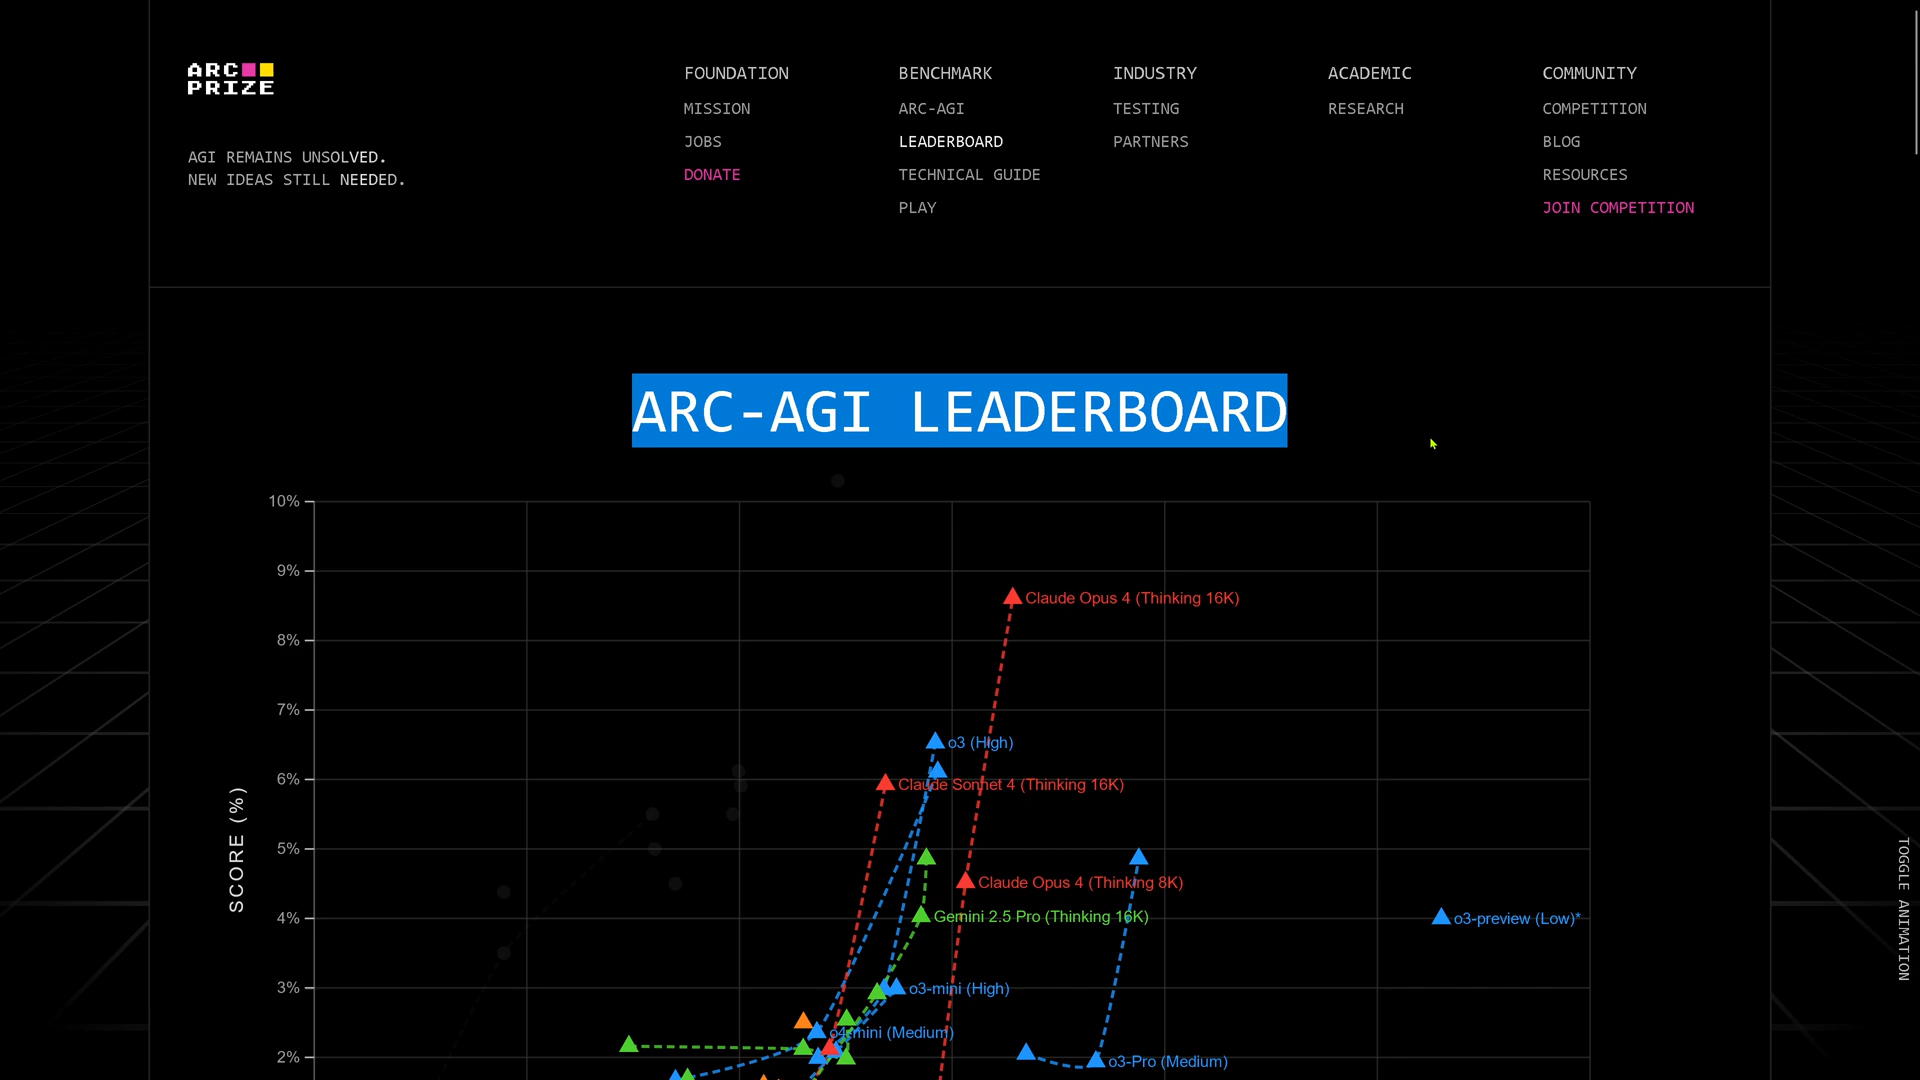 ARC
PRIZE
AGI REMAINS UNSOLVED.
NEW IDEAS STILL NEEDED.
FOUNDATION
MISSION
JOBS
DONATE
BENCHMARK
ARC-AGI
LEADERBOARD
TECHNICAL GUIDE
PLAY
INDUSTRY
TESTING
PARTNERS
ACADEMIC
RESEARCH
COMMUNITY
COMPETITION
BLOG
RESOURCES
JOIN COMPETITION
ARC-AGI LEADERBOARD
10%
9%
8%
7%
6%
5%
4%
3%
2%
SCORE (%)
Claude Opus 4 (Thinking 16K)
o3 (High)
Claude Sonnet 4 (Thinking 16K)
Claude Opus 4 (Thinking 8K)
Gemini 2.5 Pro (Thinking 16K)
o3-preview (Low)*
o3-mini (High)
o4-mini (Medium)
o3-Pro (Medium)
TOGGLE ANIMATION